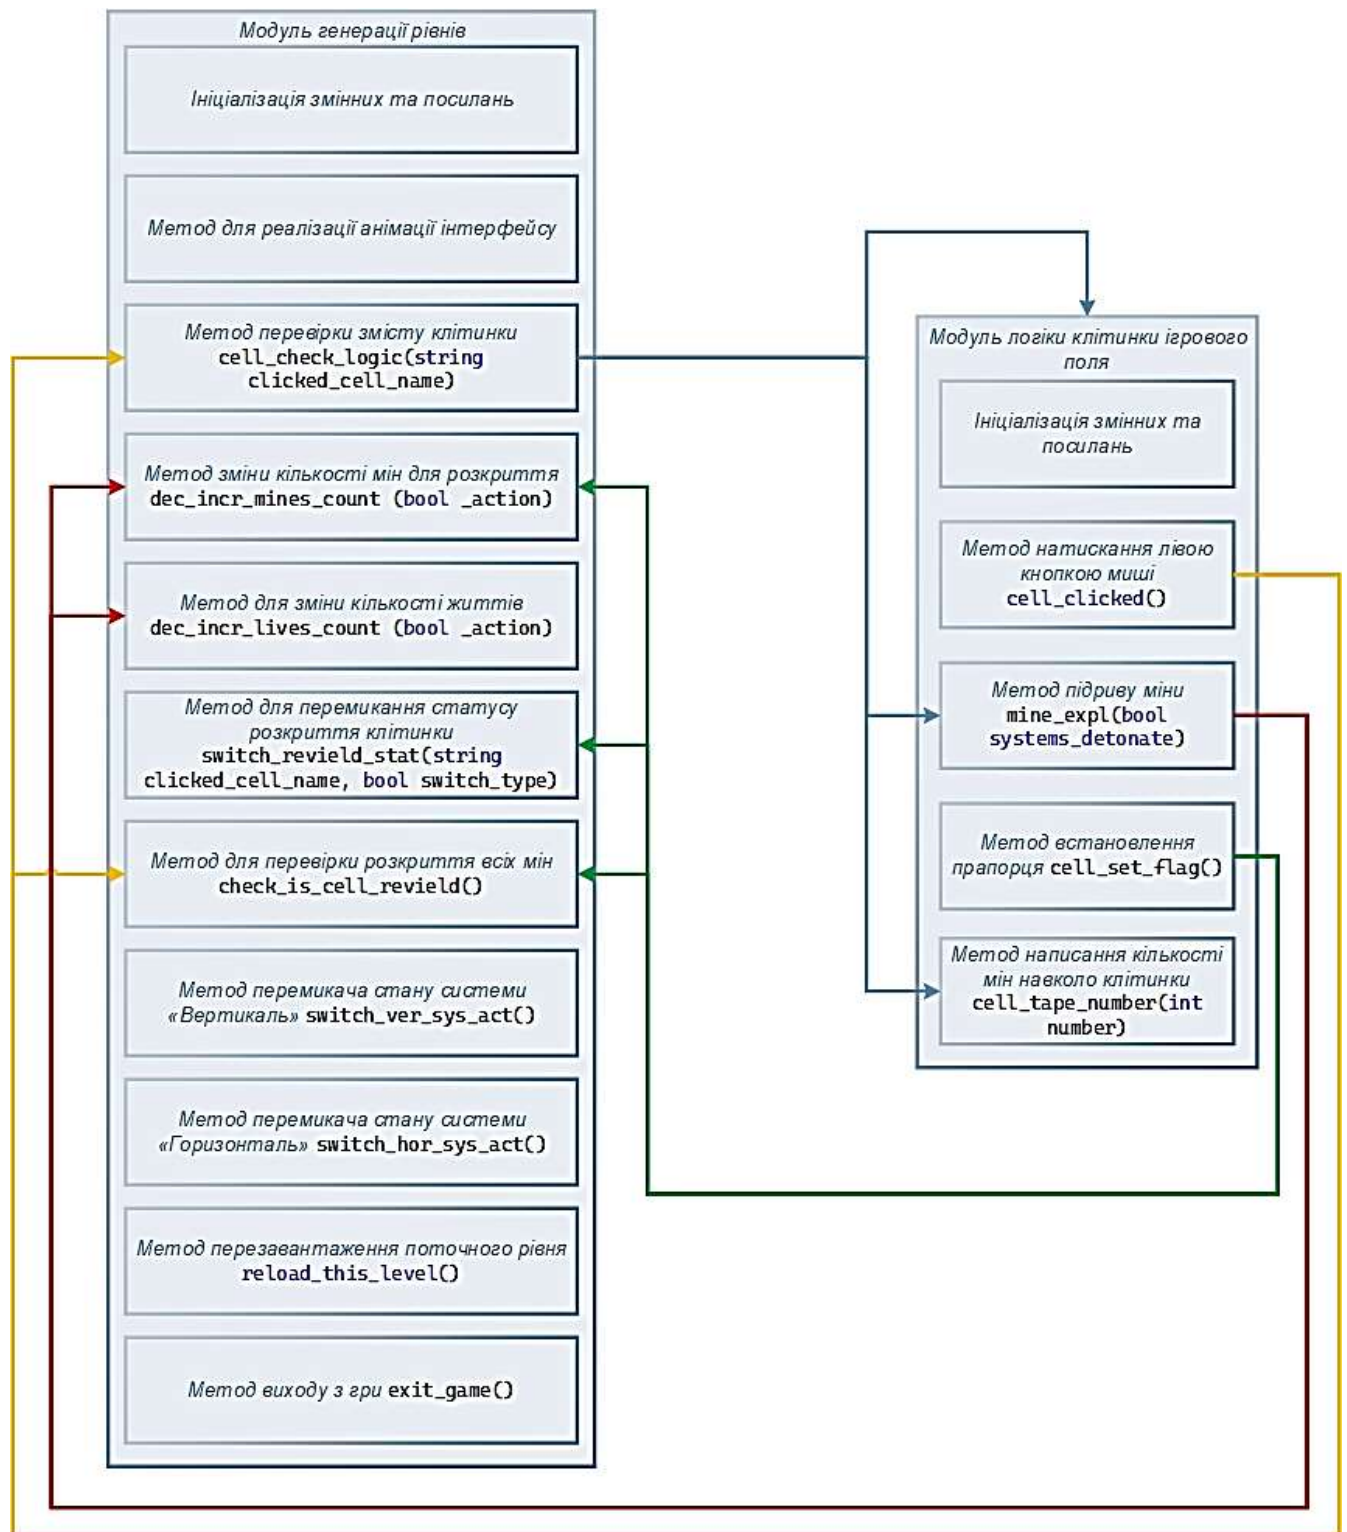 Модуль генерації рівнів
Ініціалізація змінних та посилань
Метод для реалізації анімації інтерфейсу
Метод перевірки змісту клітинки
cell_check_logic(string
clicked_cell_name)
Метод зміни кількості мін для розкриття
dec_incr_mines_count (bool _action)
Метод для зміни кількості життів
dec_incr_lives_count (bool _action)
Метод для перемикання статусу
розкриття клітинки
switch_revield_stat(string
clicked_cell_name, bool switch_type)
Метод для перевірки розкриття всіх мін
check_is_cell_revield()
Метод перемикача стану системи
«Вертикаль» switch_ver_sys_act()
Метод перемикача стану системи
«Горизонталь» switch_hor_sys_act()
Метод перезавантаження поточного рівня
reload_this_level()
Метод виходу з гри exit_game()
Модуль логіки клітинки ігрового
поля
Ініціалізація змінних та
посилань
Метод натискання лівою
кнопкою миші
cell_clicked()
Метод підриву міни
mine_expl(bool
systems_detonate)
Метод встановлення
прапорця cell_set_flag()
Метод написання кількості
мін навколо клітинки
cell_tape_number(int
number)